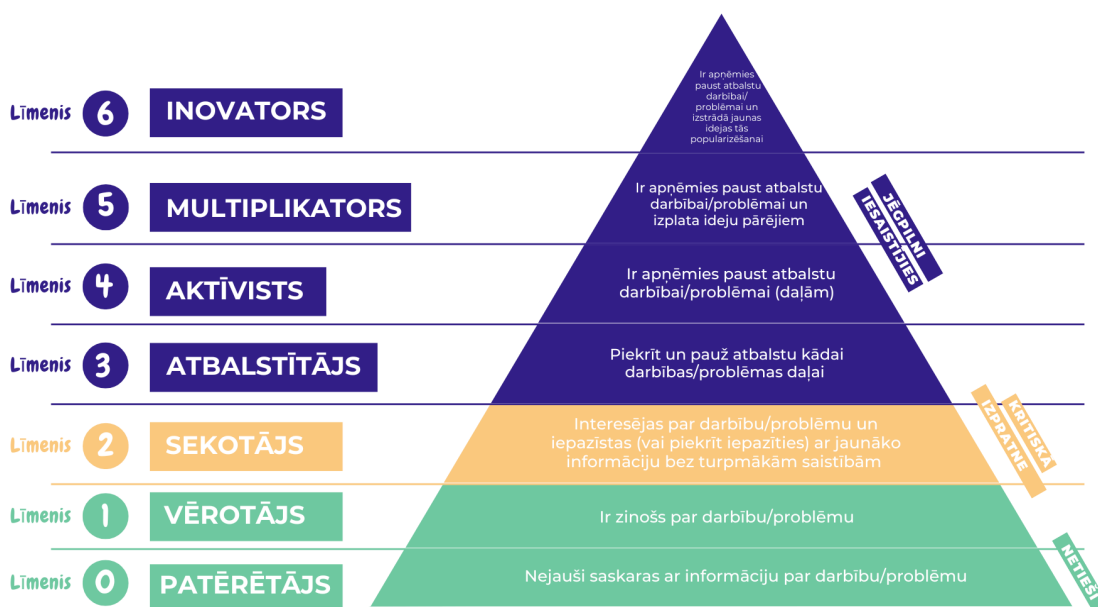 Līmenis 6 INOVATORS
Ir apņēmies
paust atbalstu
darbībai/
problēmai un
izstrādā jaunas
idejas tās
popularizēšanai
Līmenis 5 MULTIPLIKATORS
Ir apņēmies paust atbalstu
darbībai/problēmai un
izplata ideju pārējiem
JĒGPILNI
IESAISTĪJIES
Līmenis 4 AKTĪVISTS
Ir apņēmies paust atbalstu
darbībai/problēmai (daļām)
Līmenis 3 ATBALSTĪTĀJS
Piekrīt un pauž atbalstu kādai
darbības/problēmas daļai
Līmenis 2 SEKOTĀJS
Interesējas par darbību/problēmu un
iepazīstas (vai piekrīt iepazīties) ar jaunāko
informāciju bez turpmākām saistībām
KRITISKA
IZPRATNE
Līmenis 1 VĒROTĀJS
Ir zinošs par darbību/problēmu
Līmenis 0 PATĒRĒTĀJS
Nejauši saskaras ar informāciju par darbību/problēmu
NETIEŠI